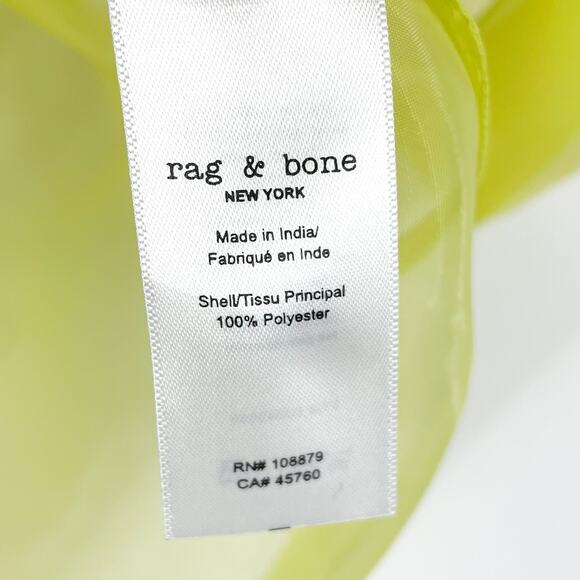 rag & bone
NEW YORK
Made in India/
Fabriqué en Inde
Shell/Tissu Principal
100% Polyester
RN# 108879
CA# 45760